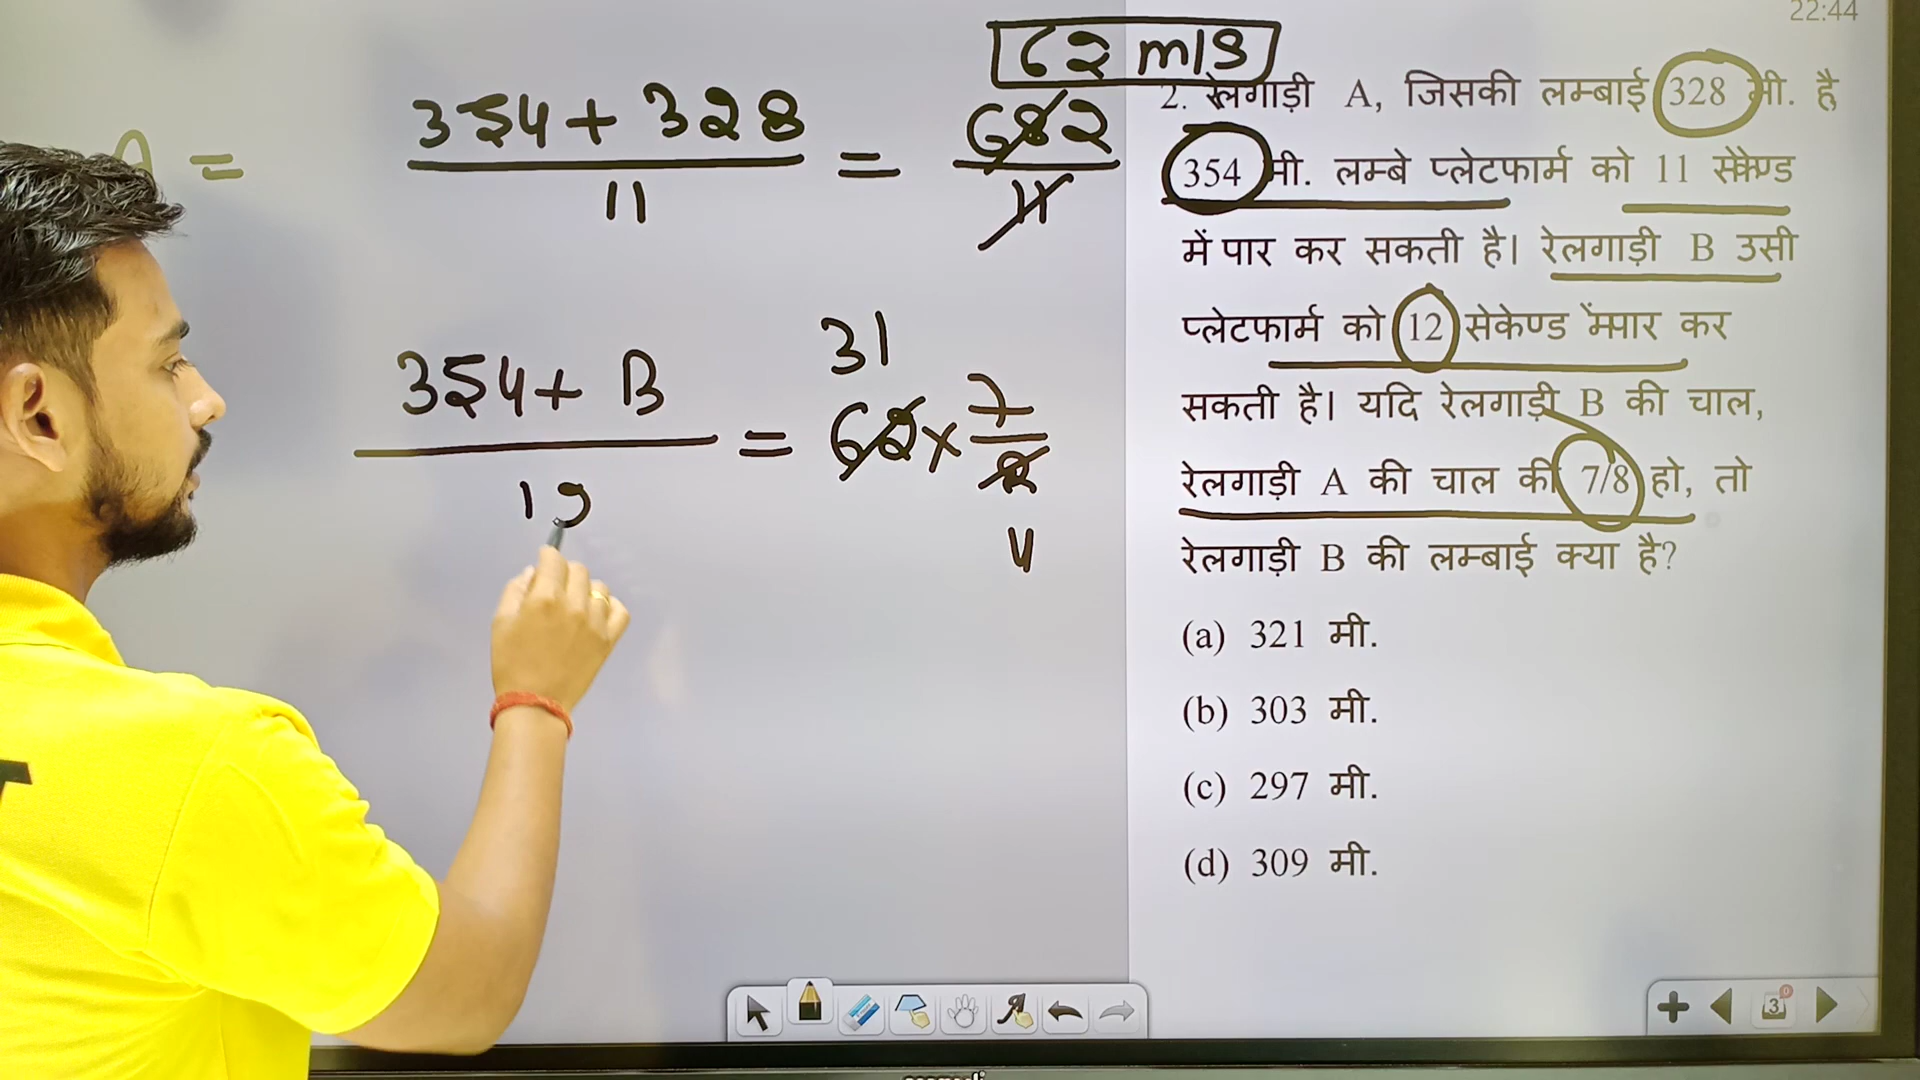 22:44
62 m/s
A = 354 + 328 / 11 = 682 / 11
354 + B / 12 = 62 × 7 / 8
31
4
2. रेलगाड़ी A, जिसकी लम्बाई 328 मी. है
354 मी. लम्बे प्लेटफार्म को 11 सेकेण्ड
में पार कर सकती है। रेलगाड़ी B उसी
प्लेटफार्म को 12 सेकेण्ड में पार कर
सकती है। यदि रेलगाड़ी B की चाल,
रेलगाड़ी A की चाल की 7/8 हो, तो
रेलगाड़ी B की लम्बाई क्या है?
(a) 321 मी.
(b) 303 मी.
(c) 297 मी.
(d) 309 मी.
3
0